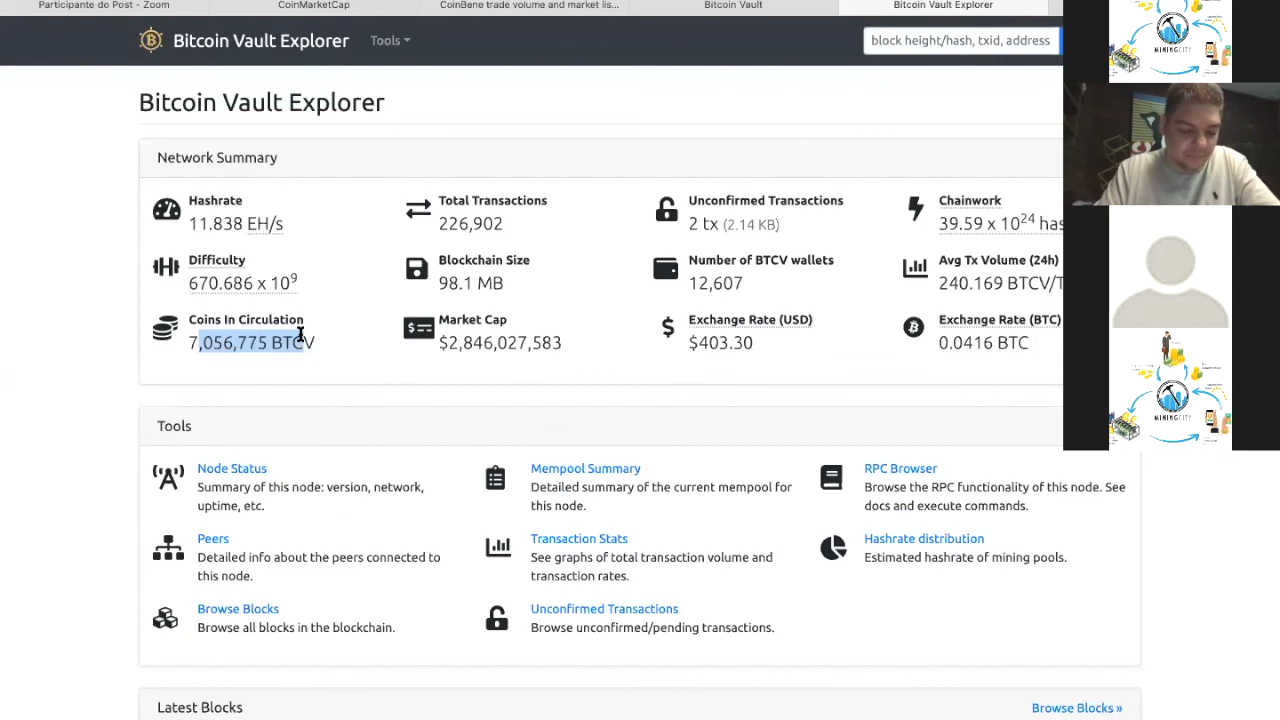 Participante do Post - Zoom
CoinMarketCap
CoinBene trade volume and market lis...
Bitcoin Vault
Bitcoin Vault Explorer
Bitcoin Vault Explorer
Tools
block height/hash, txid, address
Bitcoin Vault Explorer
Network Summary
Hashrate
11.838 EH/s
Total Transactions
226,902
Unconfirmed Transactions
2 tx (2.14 KB)
Chainwork
39.59 x 10²⁴ has
Difficulty
670.686 x 10⁹
Blockchain Size
98.1 MB
Number of BTCV wallets
12,607
Avg Tx Volume (24h)
240.169 BTCV/T
Coins In Circulation
7,056,775 BTCV
Market Cap
$2,846,027,583
Exchange Rate (USD)
$403.30
Exchange Rate (BTC)
0.0416 BTC
Tools
Node Status
Summary of this node: version, network,
uptime, etc.
Mempool Summary
Detailed summary of the current mempool for
this node.
RPC Browser
Browse the RPC functionality of this node. See
docs and execute commands.
Peers
Detailed info about the peers connected to
this node.
Transaction Stats
See graphs of total transaction volume and
transaction rates.
Hashrate distribution
Estimated hashrate of mining pools.
Browse Blocks
Browse all blocks in the blockchain.
Unconfirmed Transactions
Browse unconfirmed/pending transactions.
Latest Blocks
Browse Blocks »
MININGCITY
MININGCITY